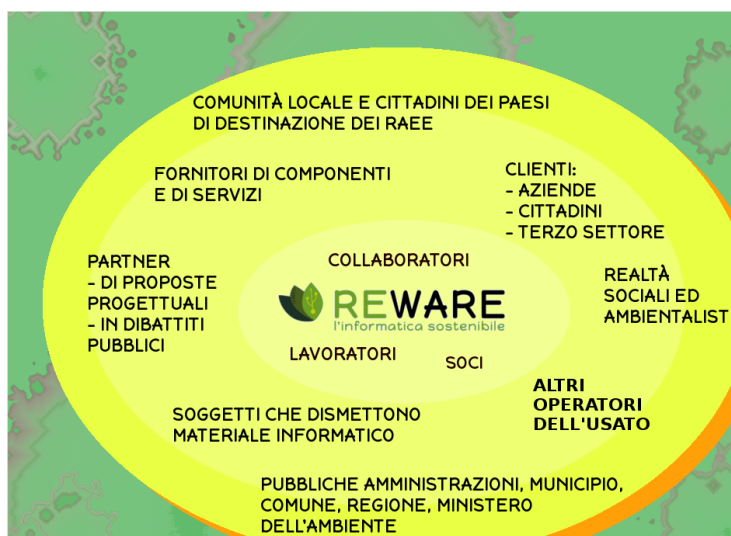 COMUNITÀ LOCALE E CITTADINI DEI PAESI
DI DESTINAZIONE DEI RAEE
FORNITORI DI COMPONENTI
E DI SERVIZI
CLIENTI:
- AZIENDE
- CITTADINI
- TERZO SETTORE
PARTNER
- DI PROPOSTE
PROGETTUALI
- IN DIBATTITI
PUBBLICI
COLLABORATORI
REWARE
l'informatica sostenibile
REALTÀ
SOCIALI ED
AMBIENTALIST
LAVORATORI
SOCI
ALTRI
OPERATORI
DELL'USATO
SOGGETTI CHE DISMETTONO
MATERIALE INFORMATICO
PUBBLICHE AMMINISTRAZIONI, MUNICIPIO,
COMUNE, REGIONE, MINISTERO
DELL'AMBIENTE